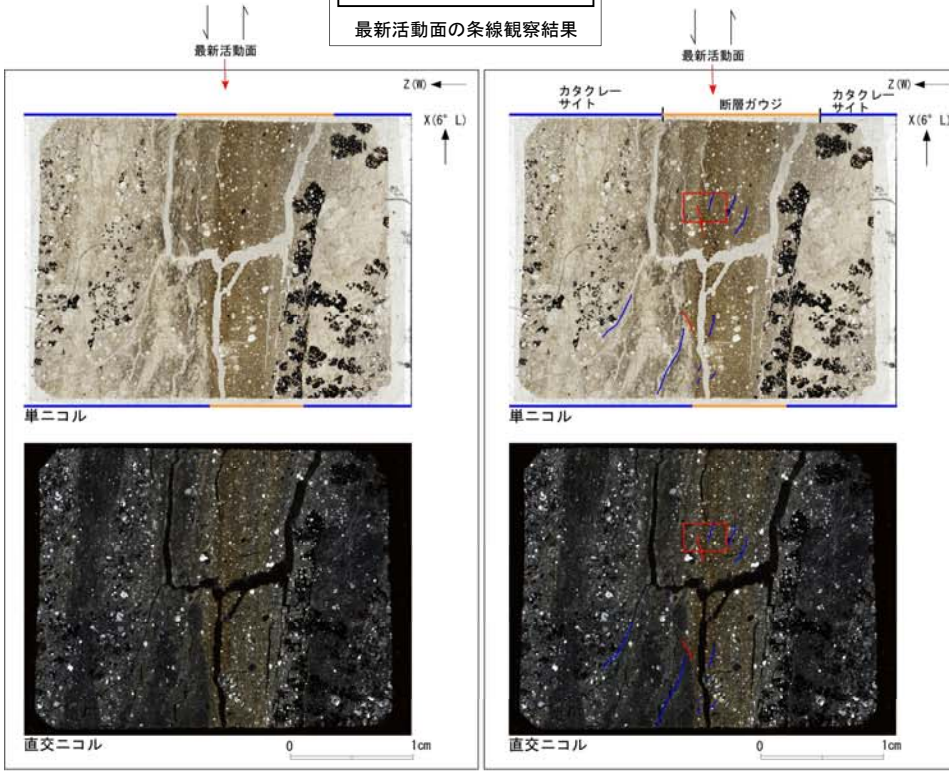 最新活動面の条線観察結果
最新活動面
Z(W)
X(6° L)
単ニコル
直交ニコル
0 1cm
最新活動面
Z(W)
カタクレー
サイト
断層ガウジ
カタクレー
サイト
X(6° L)
単ニコル
直交ニコル
0 1cm